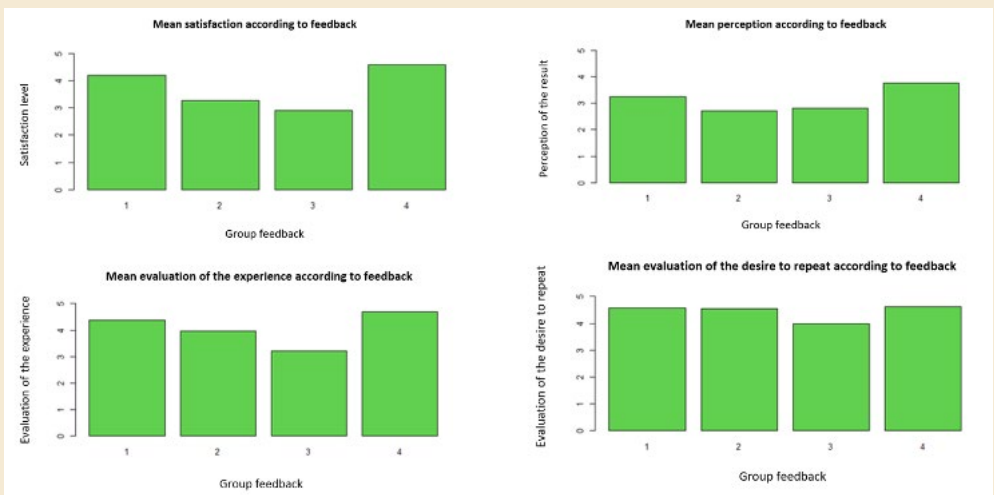 Mean satisfaction according to feedback
Satisfaction level
5
4
3
2
1
0
1 2 3 4
Group feedback
Mean perception according to feedback
Perception of the result
5
4
3
2
1
0
1 2 3 4
Group feedback
Mean evaluation of the experience according to feedback
Evaluation of the experience
5
4
3
2
1
0
1 2 3 4
Group feedback
Mean evaluation of the desire to repeat according to feedback
Evaluation of the desire to repeat
5
4
3
2
1
0
1 2 3 4
Group feedback